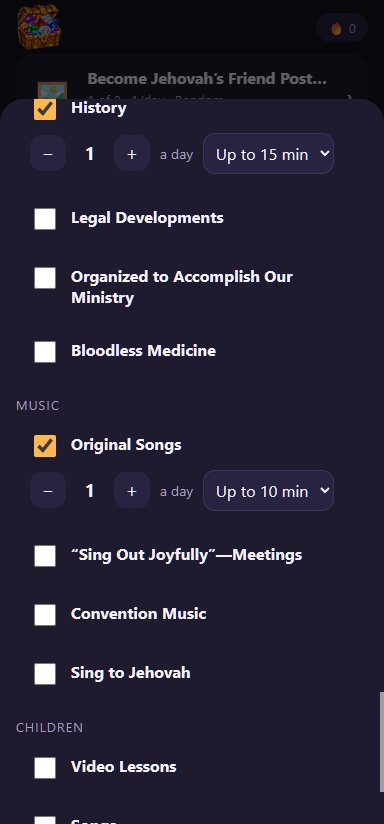 0
Become Jehovah's Friend Post...
History
− 1 + a day Up to 15 min
Legal Developments
Organized to Accomplish Our
Ministry
Bloodless Medicine
MUSIC
Original Songs
− 1 + a day Up to 10 min
“Sing Out Joyfully”—Meetings
Convention Music
Sing to Jehovah
CHILDREN
Video Lessons